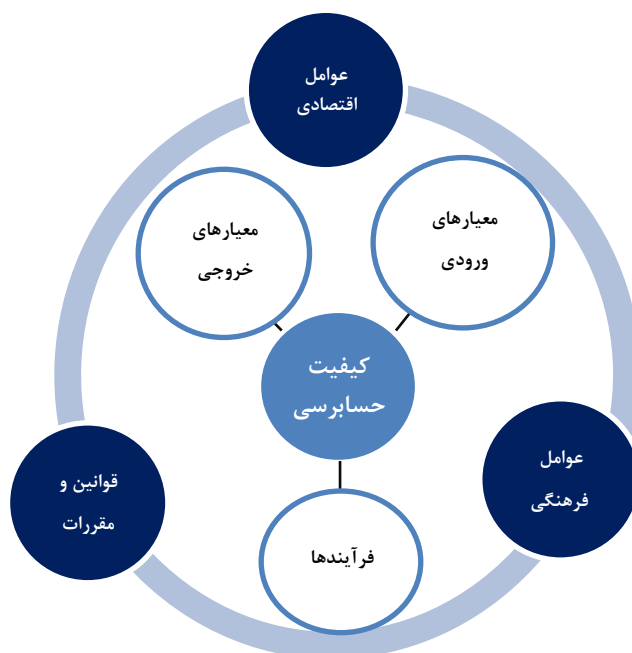 عوامل
اقتصادی
معیارهای
ورودی
معیارهای
خروجی
کیفیت
حسابرسی
عوامل
فرهنگی
قوانین و
مقررات
فرآیندها